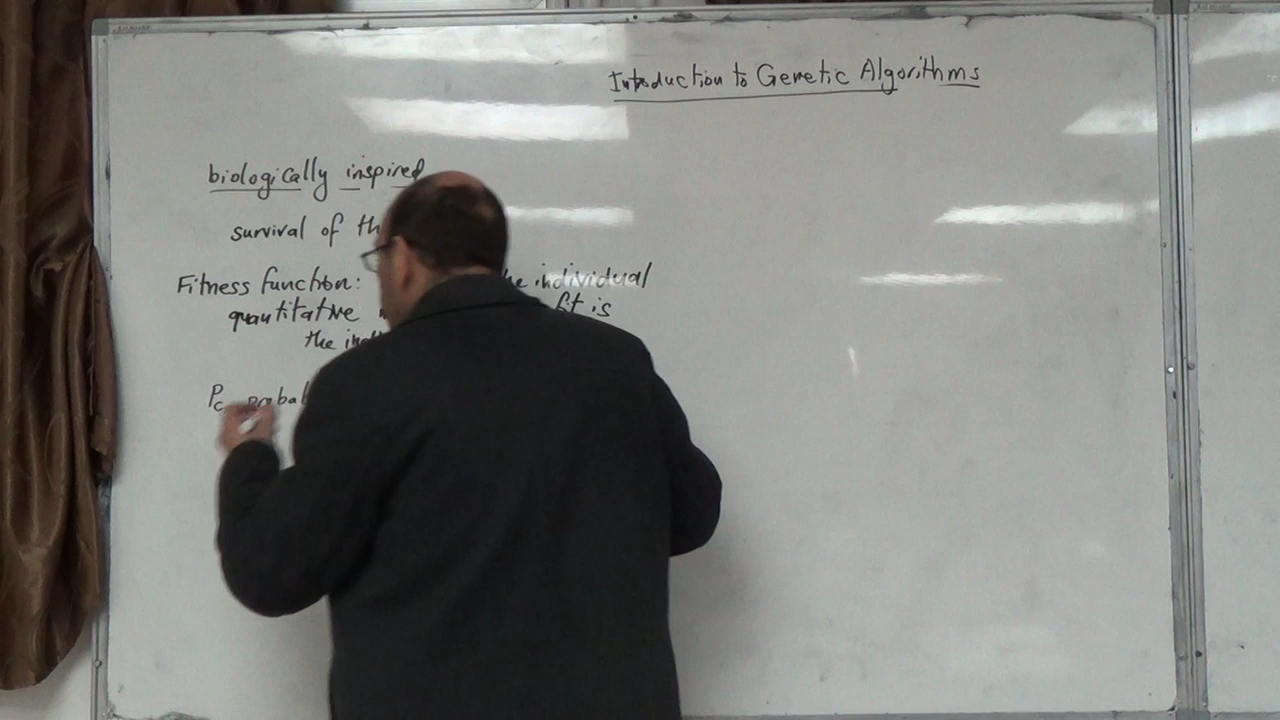 Introduction to Genetic Algorithms
biologically inspired
survival of th
Fitness function: he individual
quantitative fit is
the ind
Pc probab